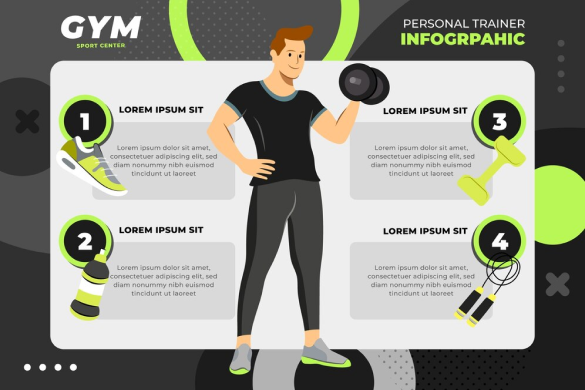 GYM
SPORT CENTER
PERSONAL TRAINER
INFOGRPAHIC
1
LOREM IPSUM SIT
Lorem ipsum dolor sit amet,
consectetuer adipiscing elit, sed
diam nonummy nibh euismod
tincidunt ut laoreet
2
LOREM IPSUM SIT
Lorem ipsum dolor sit amet,
consectetuer adipiscing elit, sed
diam nonummy nibh euismod
tincidunt ut laoreet
3
LOREM IPSUM SIT
Lorem ipsum dolor sit amet,
consectetuer adipiscing elit, sed
diam nonummy nibh euismod
tincidunt ut laoreet
4
LOREM IPSUM SIT
Lorem ipsum dolor sit amet,
consectetuer adipiscing elit, sed
diam nonummy nibh euismod
tincidunt ut laoreet